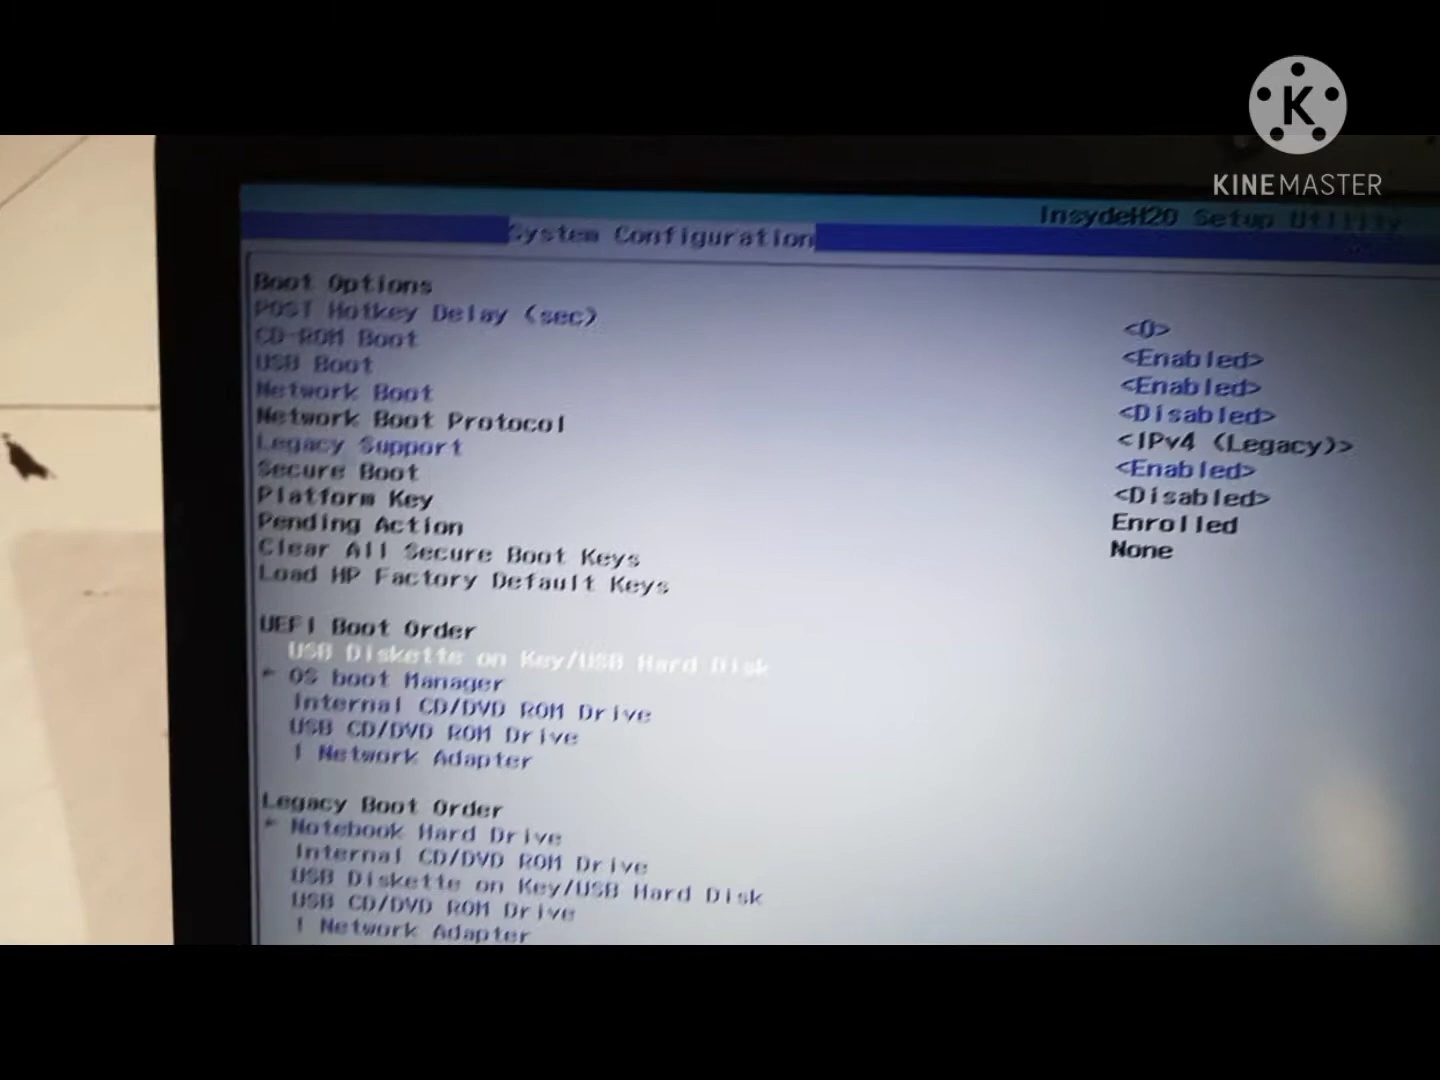 K
KINEMASTER
InsydeH20 Setup Utility
System Configuration
Boot Options
POST Hotkey Delay (sec) <0>
CD-ROM Boot <Enabled>
USB Boot <Enabled>
Network Boot <Disabled>
Network Boot Protocol <IPv4 (Legacy)>
Legacy Support <Enabled>
Secure Boot <Disabled>
Platform Key Enrolled
Pending Action None
Clear All Secure Boot Keys
Load HP Factory Default Keys
UEFI Boot Order
USB Diskette on Key/USB Hard Disk
OS boot Manager
Internal CD/DVD ROM Drive
USB CD/DVD ROM Drive
! Network Adapter
Legacy Boot Order
Notebook Hard Drive
Internal CD/DVD ROM Drive
USB Diskette on Key/USB Hard Disk
USB CD/DVD ROM Drive
! Network Adapter